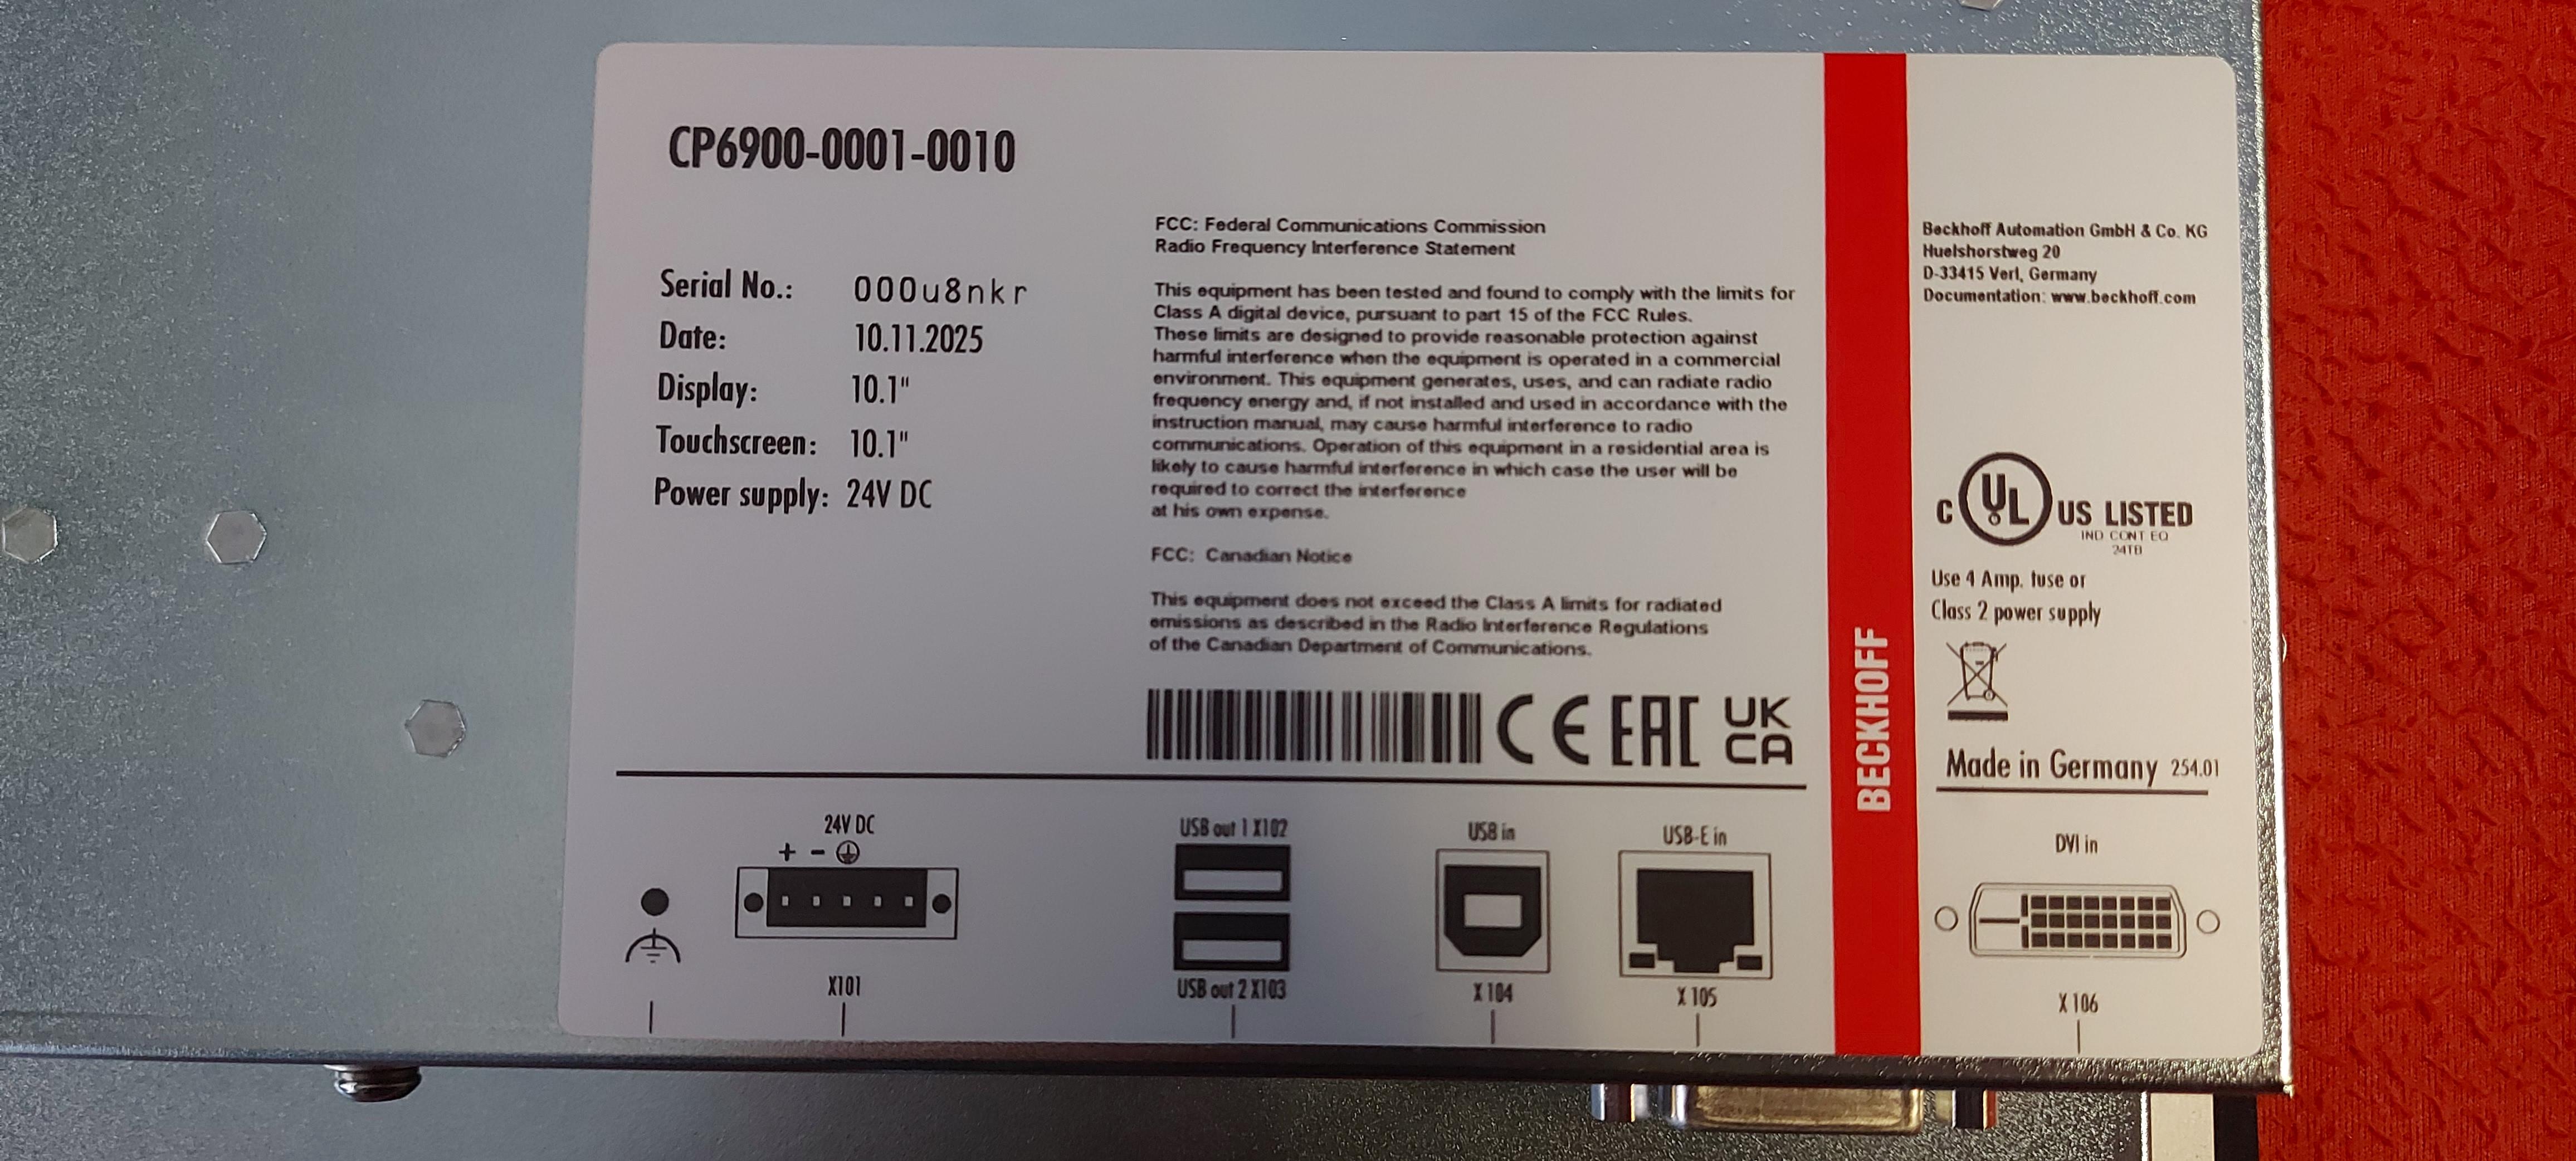 CP6900-0001-0010
Serial No.: 000u8nkr
Date: 10.11.2025
Display: 10.1"
Touchscreen: 10.1"
Power supply: 24V DC
FCC: Federal Communications Commission
Radio Frequency Interference Statement
This equipment has been tested and found to comply with the limits for
Class A digital device, pursuant to part 15 of the FCC Rules.
These limits are designed to provide reasonable protection against
harmful interference when the equipment is operated in a commercial
environment. This equipment generates, uses, and can radiate radio
frequency energy and, if not installed and used in accordance with the
instruction manual, may cause harmful interference to radio
communications. Operation of this equipment in a residential area is
likely to cause harmful interference in which case the user will be
required to correct the interference
at his own expense.
FCC: Canadian Notice
This equipment does not exceed the Class A limits for radiated
emissions as described in the Radio Interference Regulations
of the Canadian Department of Communications.
CE EAC UK
CA
BECKHOFF
Beckhoff Automation GmbH & Co. KG
Huelshorstweg 20
D-33415 Verl, Germany
Documentation: www.beckhoff.com
C UL US LISTED
IND CONT EQ
24TB
Use 4 Amp. fuse or
Class 2 power supply
Made in Germany 254.01
24V DC
+ -
X101
USB out 1 X102
USB out 2 X103
USB in
X 104
USB-E in
X 105
DVI in
X 106